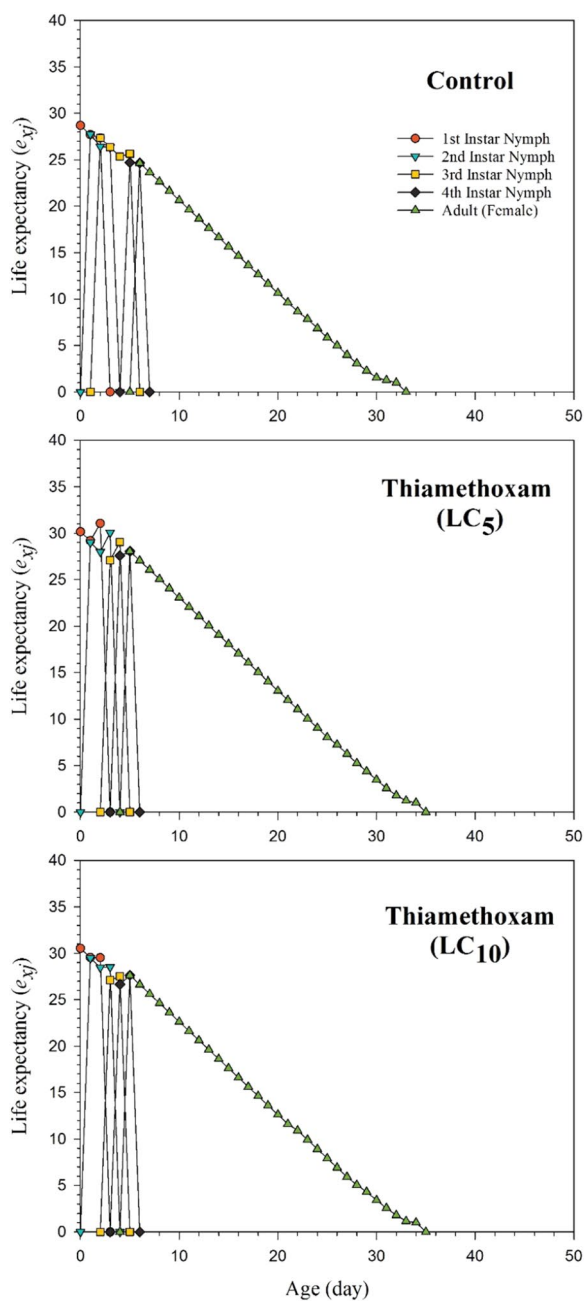 Control
Life expectancy (exj)
40
35
30
25
20
15
10
5
0
1st Instar Nymph
2nd Instar Nymph
3rd Instar Nymph
4th Instar Nymph
Adult (Female)
0 10 20 30 40 50
Thiamethoxam
(LC5)
Life expectancy (exj)
40
35
30
25
20
15
10
5
0
0 10 20 30 40 50
Thiamethoxam
(LC10)
Life expectancy (exj)
40
35
30
25
20
15
10
5
0
0 10 20 30 40 50
Age (day)